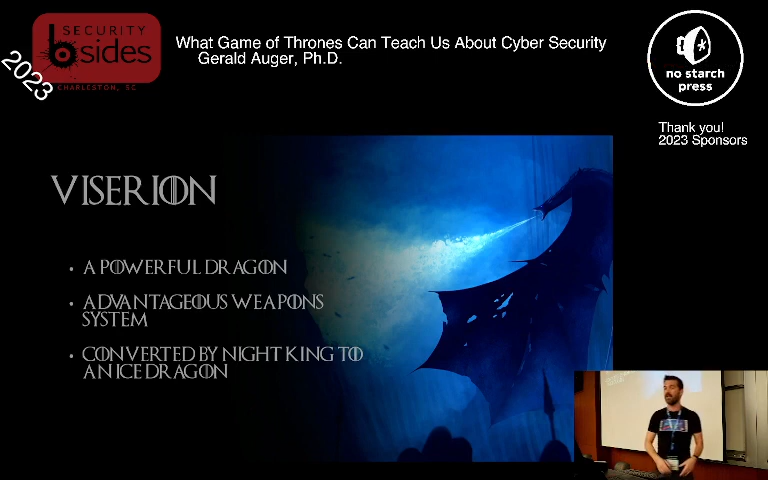 SECURITY
bsides
CHARLESTON, SC
2023
What Game of Thrones Can Teach Us About Cyber Security
Gerald Auger, Ph.D.
no starch
press
Thank you!
2023 Sponsors
VISERION
• A POWERFUL DRAGON
• ADVANTAGEOUS WEAPONS
SYSTEM
• CONVERTED BY NIGHT KING TO
AN ICE DRAGON